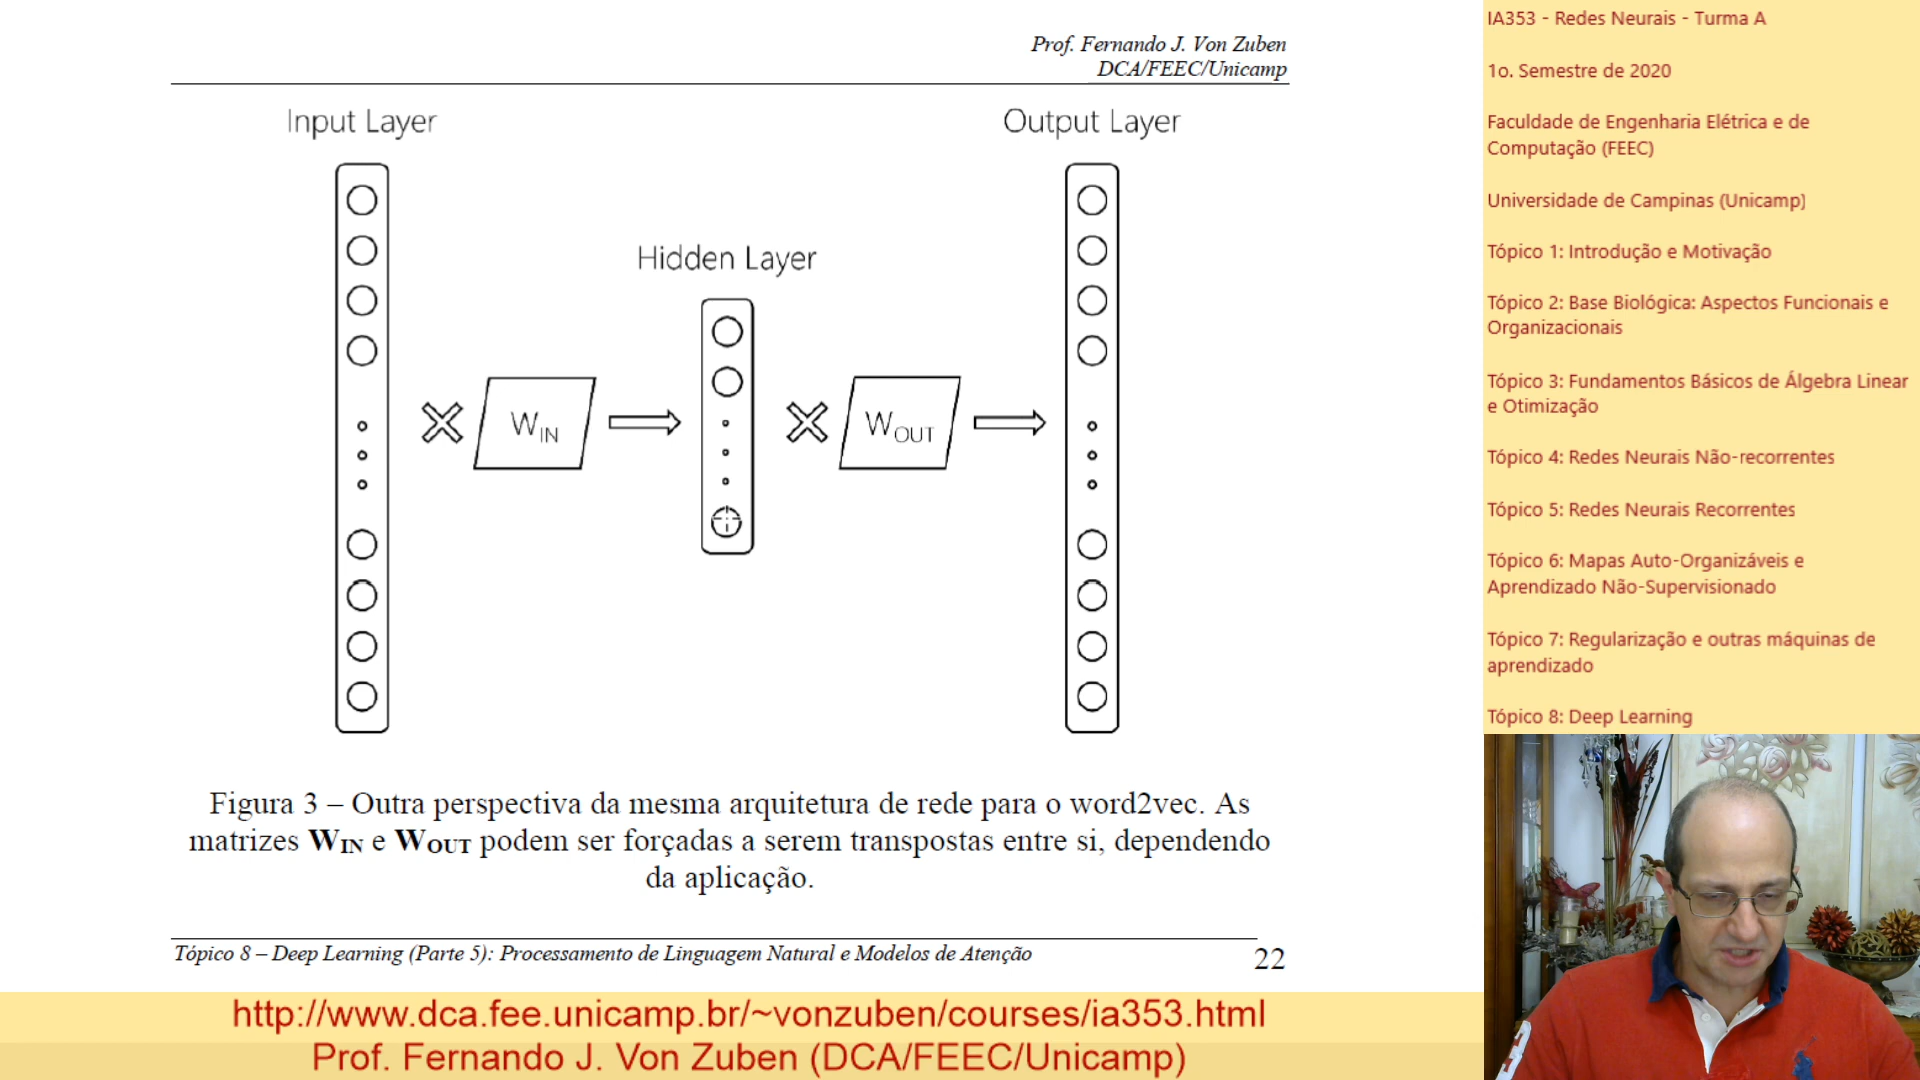 Prof. Fernando J. Von Zuben
DCA/FEEC/Unicamp
Input Layer
Output Layer
Hidden Layer
W_IN
W_OUT
Figura 3 – Outra perspectiva da mesma arquitetura de rede para o word2vec. As
matrizes W_IN e W_OUT podem ser forçadas a serem transpostas entre si, dependendo
da aplicação.
Tópico 8 – Deep Learning (Parte 5): Processamento de Linguagem Natural e Modelos de Atenção
22
http://www.dca.fee.unicamp.br/~vonzuben/courses/ia353.html
Prof. Fernando J. Von Zuben (DCA/FEEC/Unicamp)
IA353 - Redes Neurais - Turma A
1o. Semestre de 2020
Faculdade de Engenharia Elétrica e de
Computação (FEEC)
Universidade de Campinas (Unicamp)
Tópico 1: Introdução e Motivação
Tópico 2: Base Biológica: Aspectos Funcionais e
Organizacionais
Tópico 3: Fundamentos Básicos de Álgebra Linear
e Otimização
Tópico 4: Redes Neurais Não-recorrentes
Tópico 5: Redes Neurais Recorrentes
Tópico 6: Mapas Auto-Organizáveis e
Aprendizado Não-Supervisionado
Tópico 7: Regularização e outras máquinas de
aprendizado
Tópico 8: Deep Learning